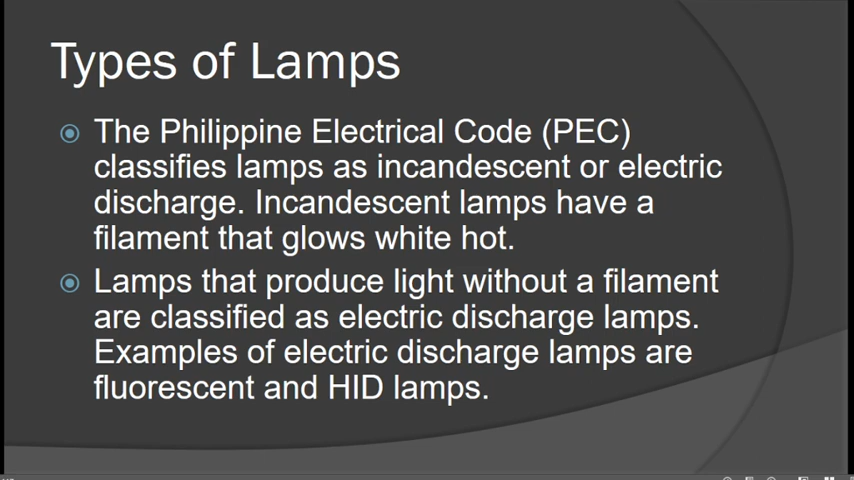 Types of Lamps
The Philippine Electrical Code (PEC)
classifies lamps as incandescent or electric
discharge. Incandescent lamps have a
filament that glows white hot.
Lamps that produce light without a filament
are classified as electric discharge lamps.
Examples of electric discharge lamps are
fluorescent and HID lamps.